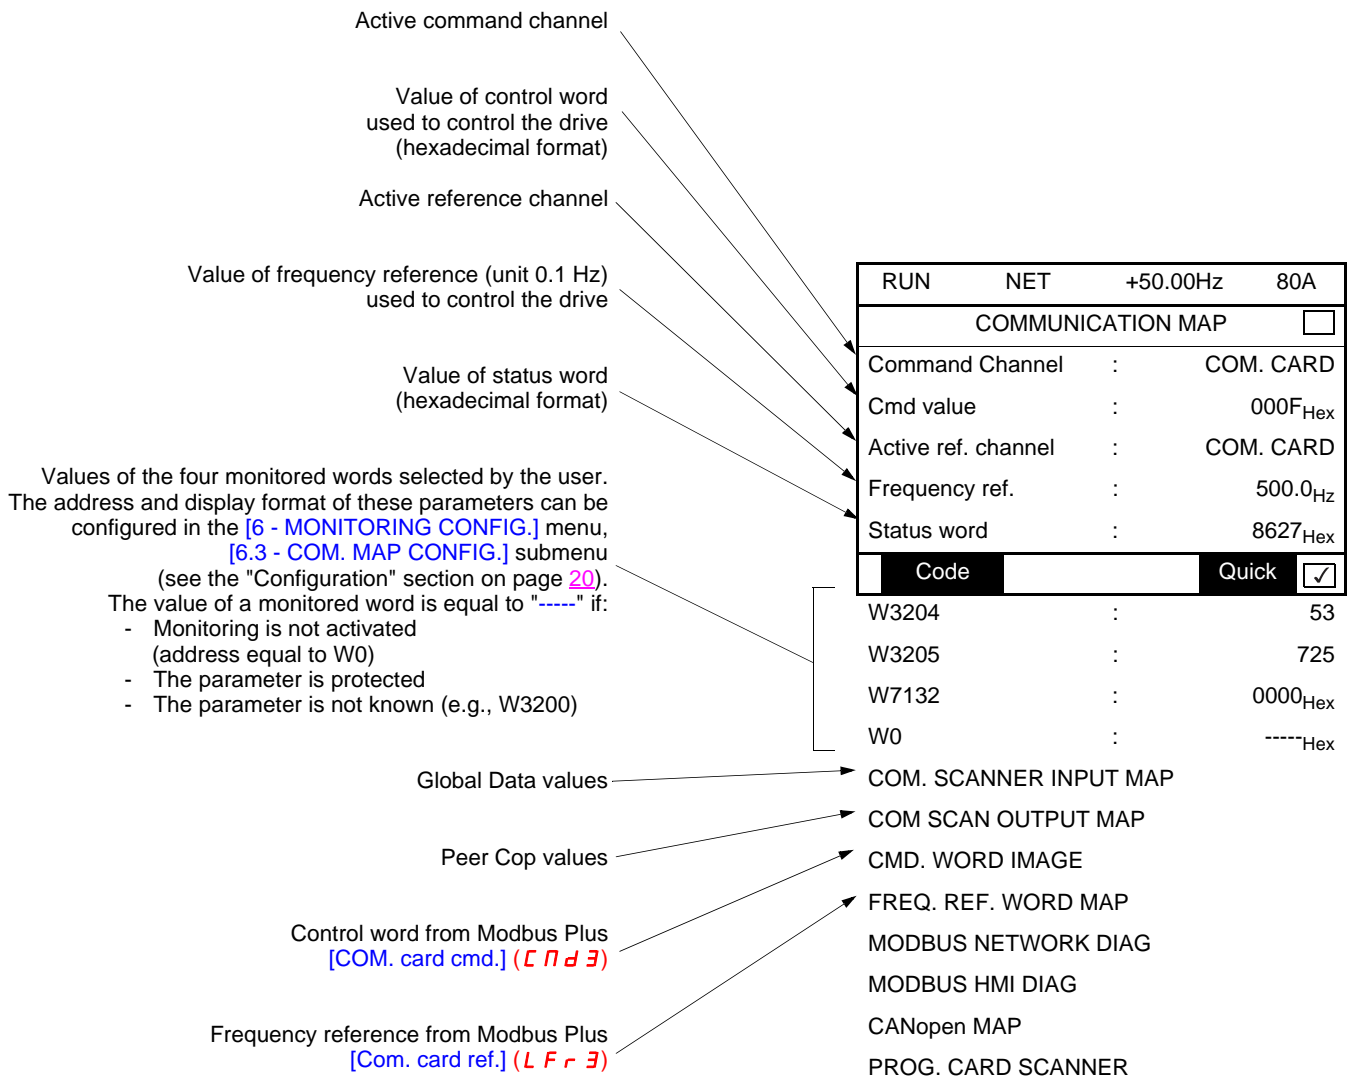 Active command channel
Value of control word
used to control the drive
(hexadecimal format)
Active reference channel
Value of frequency reference (unit 0.1 Hz)
used to control the drive
Value of status word
(hexadecimal format)
Values of the four monitored words selected by the user.
The address and display format of these parameters can be
configured in the [6 - MONITORING CONFIG.] menu,
[6.3 - COM. MAP CONFIG.] submenu
(see the "Configuration" section on page 20).
The value of a monitored word is equal to "-----" if:
- Monitoring is not activated
(address equal to W0)
- The parameter is protected
- The parameter is not known (e.g., W3200)
Global Data values
Peer Cop values
Control word from Modbus Plus
[COM. card cmd.] (CMd3)
Frequency reference from Modbus Plus
[Com. card ref.] (LFr3)
RUN NET +50.00Hz 80A
COMMUNICATION MAP
Command Channel : COM. CARD
Cmd value : 000FHex
Active ref. channel : COM. CARD
Frequency ref. : 500.0Hz
Status word : 8627Hex
Code Quick ✓
W3204 : 53
W3205 : 725
W7132 : 0000Hex
W0 : -----Hex
COM. SCANNER INPUT MAP
COM SCAN OUTPUT MAP
CMD. WORD IMAGE
FREQ. REF. WORD MAP
MODBUS NETWORK DIAG
MODBUS HMI DIAG
CANopen MAP
PROG. CARD SCANNER